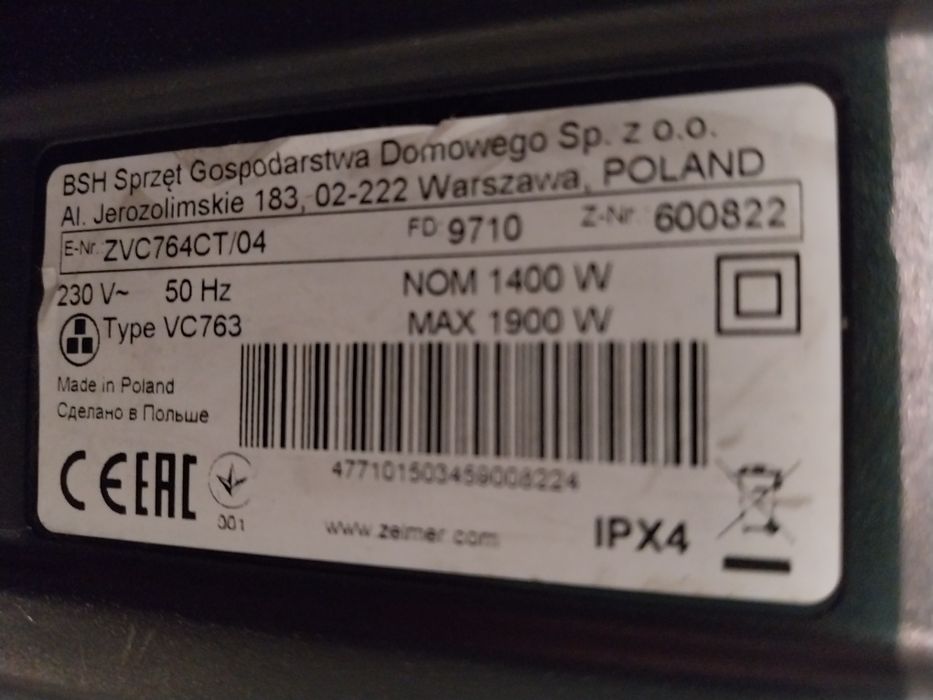 BSH Sprzęt Gospodarstwa Domowego Sp. z o.o.
Al. Jerozolimskie 183, 02-222 Warszawa, POLAND
E-Nr. ZVC764CT/04 FD 9710 Z-Nr. 600822
230 V~ 50 Hz NOM 1400 W
Type VC763 MAX 1900 W
Made in Poland
Сделано в Польше
477101503459008224
CE EAC
001
www.zelmer.com
IPX4